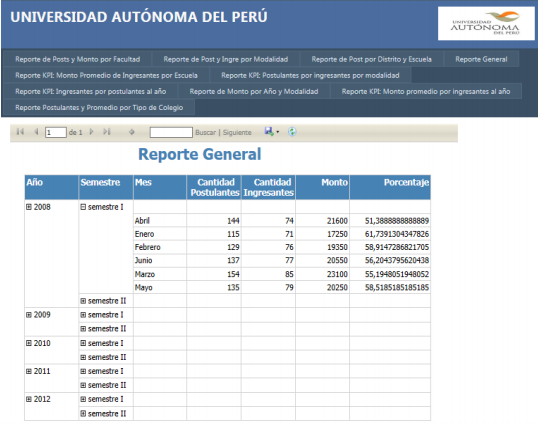 UNIVERSIDAD AUTÓNOMA DEL PERÚ
UNIVERSIDAD
AUTÓNOMA
DEL PERÚ
Reporte de Posts y Monto por Facultad Reporte de Post y Ingre por Modalidad Reporte de Post por Distrito y Escuela Reporte General
Reporte KPI: Monto Promedio de Ingresantes por Escuela Reporte KPI: Postulantes por ingresantes por modalidad
Reporte KPI: Ingresantes por postulantes al año Reporte de Monto por Año y Modalidad Reporte KPI: Monto promedio por ingresantes al año
Reporte Postulantes y Promedio por Tipo de Colegio
1 de 1 Buscar | Siguiente
Reporte General
Año Semestre Mes Cantidad Postulantes Cantidad Ingresantes Monto Porcentaje
2008 semestre I
Abril 144 74 21600 51,3888888888889
Enero 115 71 17250 61,7391304347826
Febrero 129 76 19350 58,9147286821705
Junio 137 77 20550 56,2043795620438
Marzo 154 85 23100 55,1948051948052
Mayo 135 79 20250 58,5185185185185
semestre II
2009 semestre I
semestre II
2010 semestre I
semestre II
2011 semestre I
semestre II
2012 semestre I
semestre II